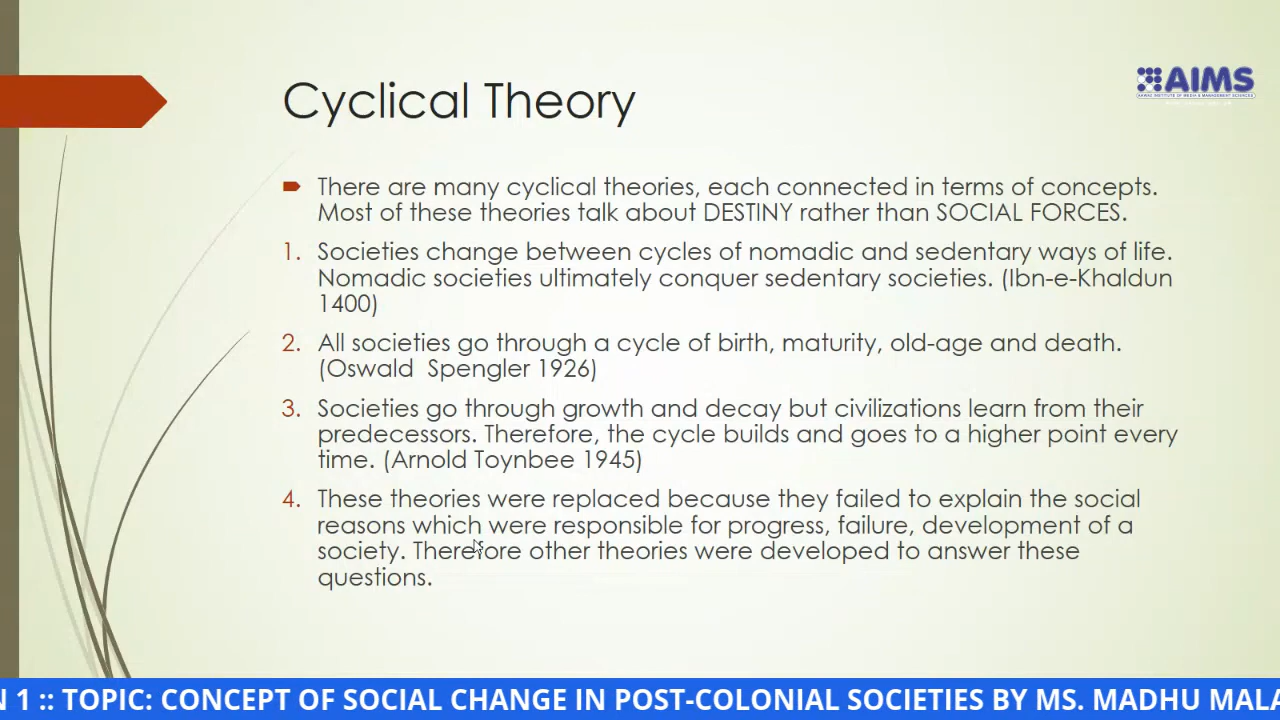 Cyclical Theory
AIMS
There are many cyclical theories, each connected in terms of concepts.
Most of these theories talk about DESTINY rather than SOCIAL FORCES.
1. Societies change between cycles of nomadic and sedentary ways of life.
Nomadic societies ultimately conquer sedentary societies. (Ibn-e-Khaldun
1400)
2. All societies go through a cycle of birth, maturity, old-age and death.
(Oswald  Spengler 1926)
3. Societies go through growth and decay but civilizations learn from their
predecessors. Therefore, the cycle builds and goes to a higher point every
time. (Arnold Toynbee 1945)
4. These theories were replaced because they failed to explain the social
reasons which were responsible for progress, failure, development of a
society. Therefore other theories were developed to answer these
questions.
N 1 :: TOPIC: CONCEPT OF SOCIAL CHANGE IN POST-COLONIAL SOCIETIES BY MS. MADHU MALA